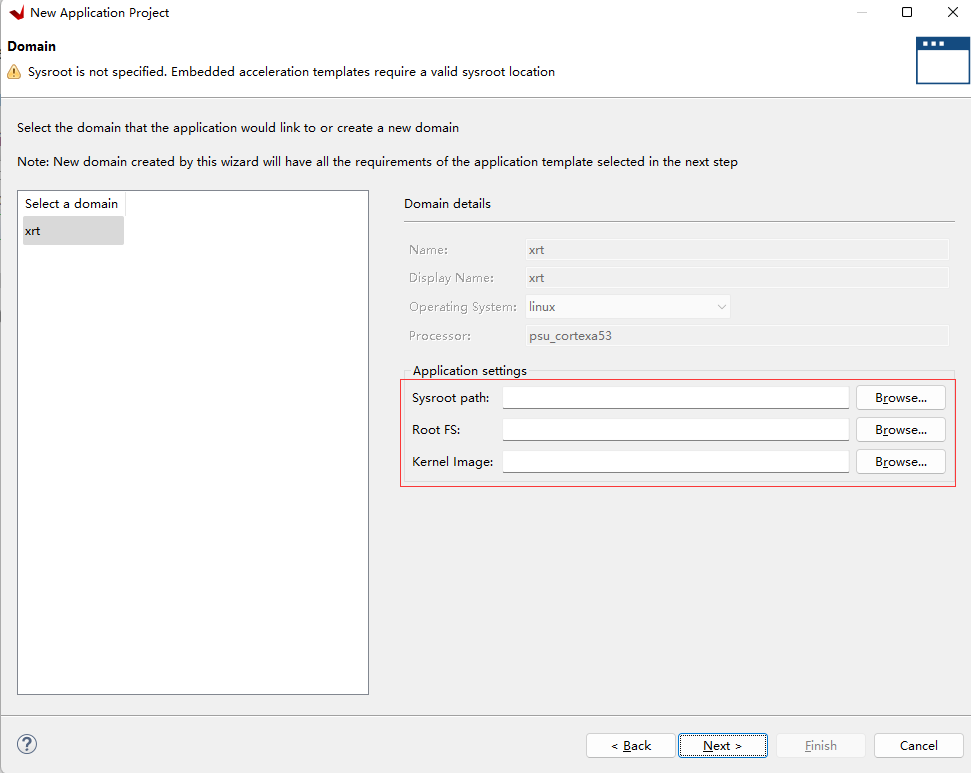 New Application Project
Domain
Sysroot is not specified. Embedded acceleration templates require a valid sysroot location
Select the domain that the application would link to or create a new domain
Note: New domain created by this wizard will have all the requirements of the application template selected in the next step
Select a domain
xrt
Domain details
Name: xrt
Display Name: xrt
Operating System: linux
Processor: psu_cortexa53
Application settings
Sysroot path: Browse...
Root FS: Browse...
Kernel Image: Browse...
? < Back Next > Finish Cancel